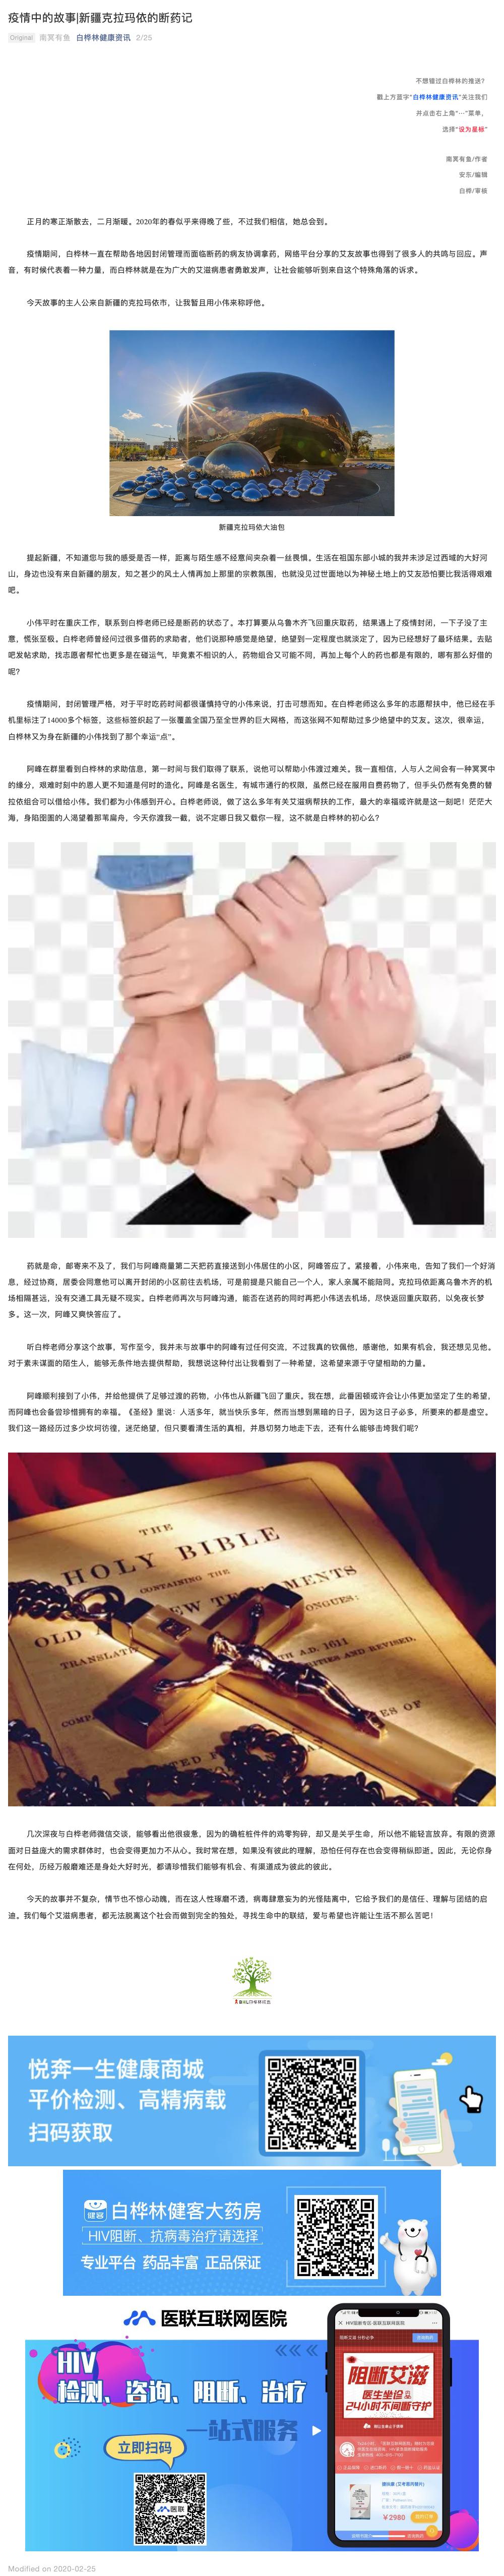 疫情中的故事|新疆克拉玛依的断药记
Original 南冥有鱼 白桦林健康资讯 2/25
不想错过白桦林的推送？
戳上方蓝字“白桦林健康资讯”关注我们
并点击右上角“···”菜单，
选择“设为星标”
南冥有鱼/作者
安东/编辑
白桦/审核
正月的寒正渐散去，二月渐暖。2020年的春似乎来得晚了些，不过我们相信，她总会到。
疫情期间，白桦林一直在帮助各地因封闭管理而面临断药的病友协调拿药，网络平台分享的艾友故事也得到了很多人的共鸣与回应。声
音，有时候代表着一种力量，而白桦林就是在为广大的艾滋病患者勇敢发声，让社会能够听到来自这个特殊角落的诉求。
今天故事的主人公来自新疆的克拉玛依市，让我暂且用小伟来称呼他。
新疆克拉玛依大油包
提起新疆，不知道您与我的感受是否一样，距离与陌生感不经意间夹杂着一丝畏惧。生活在祖国东部小城的我并未涉足过西域的大好河
山，身边也没有来自新疆的朋友，知之甚少的风土人情再加上那里的宗教氛围，也就没见过世面地以为神秘土地上的艾友恐怕要比我活得艰难
吧。
小伟平时在重庆工作，联系到白桦老师已经是断药的状态了。本打算要从乌鲁木齐飞回重庆取药，结果遇上了疫情封闭，一下子没了主
意，慌张至极。白桦老师曾经问过很多借药的求助者，他们说那种感觉是绝望，绝望到一定程度也就淡定了，因为已经想好了最坏结果。去贴
吧发帖求助，找志愿者帮忙也更多是在碰运气，毕竟素不相识的人，药物组合又可能不同，再加上每个人的药也都是有限的，哪有那么好借的
呢？
疫情期间，封闭管理严格，对于平时吃药时间都很谨慎持守的小伟来说，打击可想而知。在白桦老师这么多年的志愿帮扶中，他已经在手
机里标注了14000多个标签，这些标签织起了一张覆盖全国乃至全世界的巨大网格，而这张网不知帮助过多少绝望中的艾友。这次，很幸运，
白桦林又为身在新疆的小伟找到了那个幸运“点”。
阿峰在群里看到白桦林的求助信息，第一时间与我们取得了联系，说他可以帮助小伟渡过难关。我一直相信，人与人之间会有一种冥冥中
的缘分，艰难时刻中的恩人更不知道是何时的造化。阿峰是名医生，有城市通行的权限，虽然已经在服用自费药物了，但手头仍然有免费的替
拉依组合可以借给小伟。我们都为小伟感到开心。白桦老师说，做了这么多年有关艾滋病帮扶的工作，最大的幸福或许就是这一刻吧！茫茫大
海，身陷囹圄的人渴望着那苇扁舟，今天你渡我一截，说不定哪日我又载你一程，这不就是白桦林的初心么？
药就是命，邮寄来不及了，我们与阿峰商量第二天把药直接送到小伟居住的小区，阿峰答应了。紧接着，小伟来电，告知了我们一个好消
息，经过协商，居委会同意他可以离开封闭的小区前往去机场，可是前提是只能自己一个人，家人亲属不能陪同。克拉玛依距离乌鲁木齐的机
场相隔甚远，没有交通工具无疑不现实。白桦老师再次与阿峰沟通，能否在送药的同时再把小伟送去机场，尽快返回重庆取药，以免夜长梦
多。这一次，阿峰又爽快答应了。
听白桦老师分享这个故事，写作至今，我并未与故事中的阿峰有过任何交流，不过我真的钦佩他，感谢他，如果有机会，我还想见见他。
对于素未谋面的陌生人，能够无条件地去提供帮助，我想说这种付出让我看到了一种希望，这希望来源于守望相助的力量。
阿峰顺利接到了小伟，并给他提供了足够过渡的药物，小伟也从新疆飞回了重庆。我在想，此番困顿或许会让小伟更加坚定了生的希望，
而阿峰也会备尝珍惜拥有的幸福。《圣经》里说：人活多年，就当快乐多年，然而当想到黑暗的日子，因为这日子必多，所要来的都是虚空。
我们这一路经历过多少坎坷彷徨，迷茫绝望，但只要看清生活的真相，并恳切努力地走下去，还有什么能够击垮我们呢？
THE
HOLY BIBLE
CONTAINING THE
OLD
TESTAMENTS
TONGUES:
A.D. 1611
AND REVISED.
几次深夜与白桦老师微信交谈，能够看出他很疲惫，因为的确桩桩件件的鸡零狗碎，却又是关乎生命，所以他不能轻言放弃。有限的资源
面对日益庞大的需求群体时，也会变得更加力不从心。我时常在想，如果没有彼此的理解，恐怕任何存在也会变得稍纵即逝。因此，无论你身
在何处，历经万般磨难还是身处大好时光，都请珍惜我们能够有机会、有渠道成为彼此的彼此。
今天的故事并不复杂，情节也不惊心动魄，而在这人性琢磨不透，病毒肆意妄为的光怪陆离中，它给予我们的是信任、理解与团结的启
迪。我们每个艾滋病患者，都无法脱离这个社会而做到完全的独处，寻找生命中的联结，爱与希望也许能让生活不那么苦吧！
悦奔一生健康商城
平价检测、高精病载
扫码获取
健客
白桦林健客大药房
HIV阻断、抗病毒治疗请选择
专业平台 药品丰富 正品保证
医联互联网医院
HIV
检测、咨询、阻断、治疗
一站式服务
立即扫码
医联
阻断艾滋
医生坐诊
24小时不间断守护
￥2980
Modified on 2020-02-25